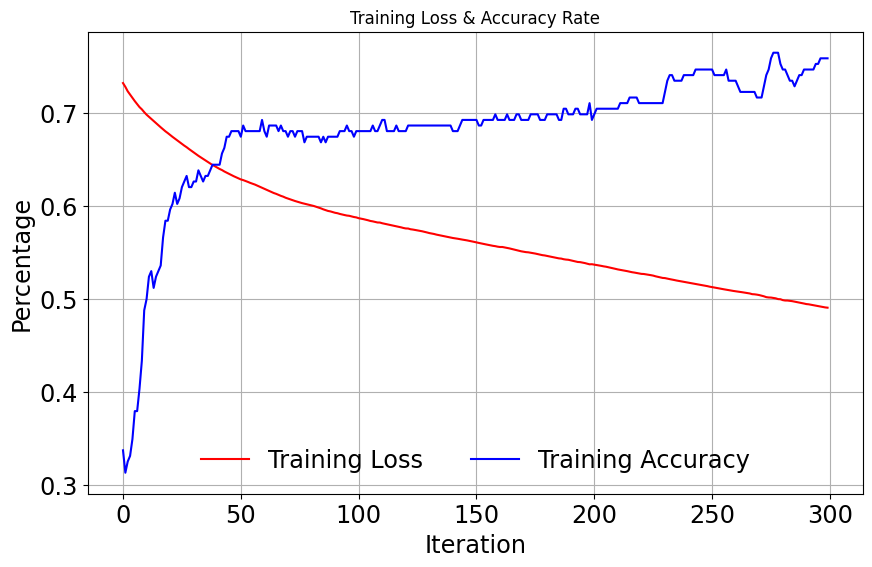 Training Loss & Accuracy Rate
0.7
0.6
0.5
0.4
0.3
Percentage
Training Loss
Training Accuracy
0 50 100 150 200 250 300
Iteration